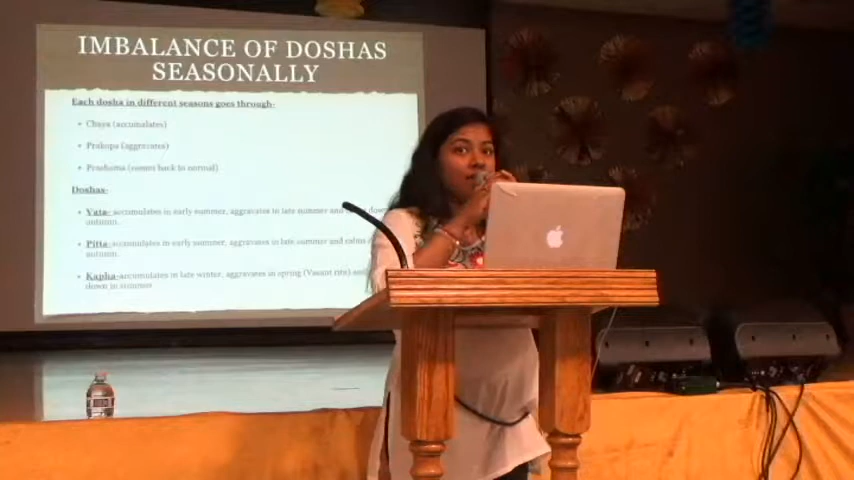 IMBALANCE OF DOSHAS
SEASONALLY
Each dosha in different seasons goes through:
• Chaya (accumulates)
• Prakopa (aggravates)
• Prashama (comes back to normal)
Doshas-
• Vata- accumulates in early summer, aggravates in late summer and down
autumn.
• Pitta-accumulates in early summer, aggravates in late summer and calms
autumn.
• Kapha-accumulates in late winter, aggravates in spring (Vasant ritu)
down in summer